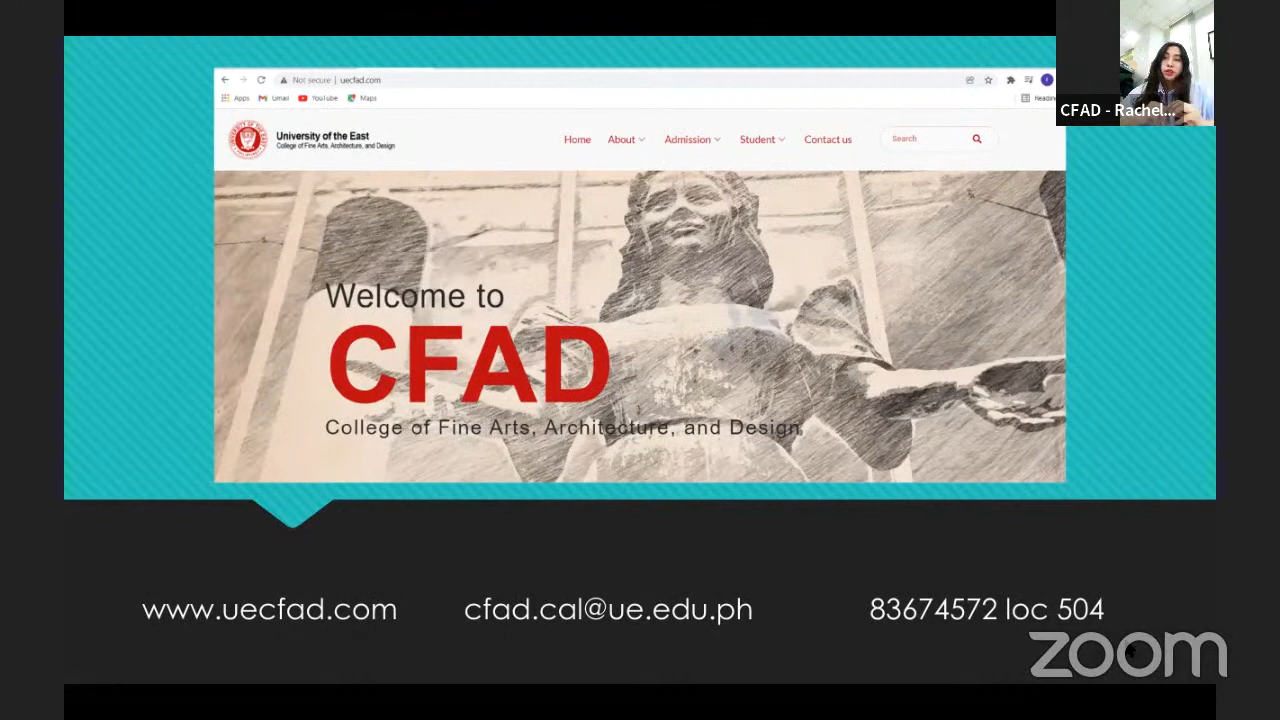 Not secure | uecfad.com
Apps Gmail YouTube Maps
University of the East
College of Fine Arts, Architecture, and Design
Home About Admission Student Contact us Search
Welcome to
CFAD
College of Fine Arts, Architecture, and Design
www.uecfad.com cfad.cal@ue.edu.ph 83674572 loc 504
CFAD - Rachel...
zoom